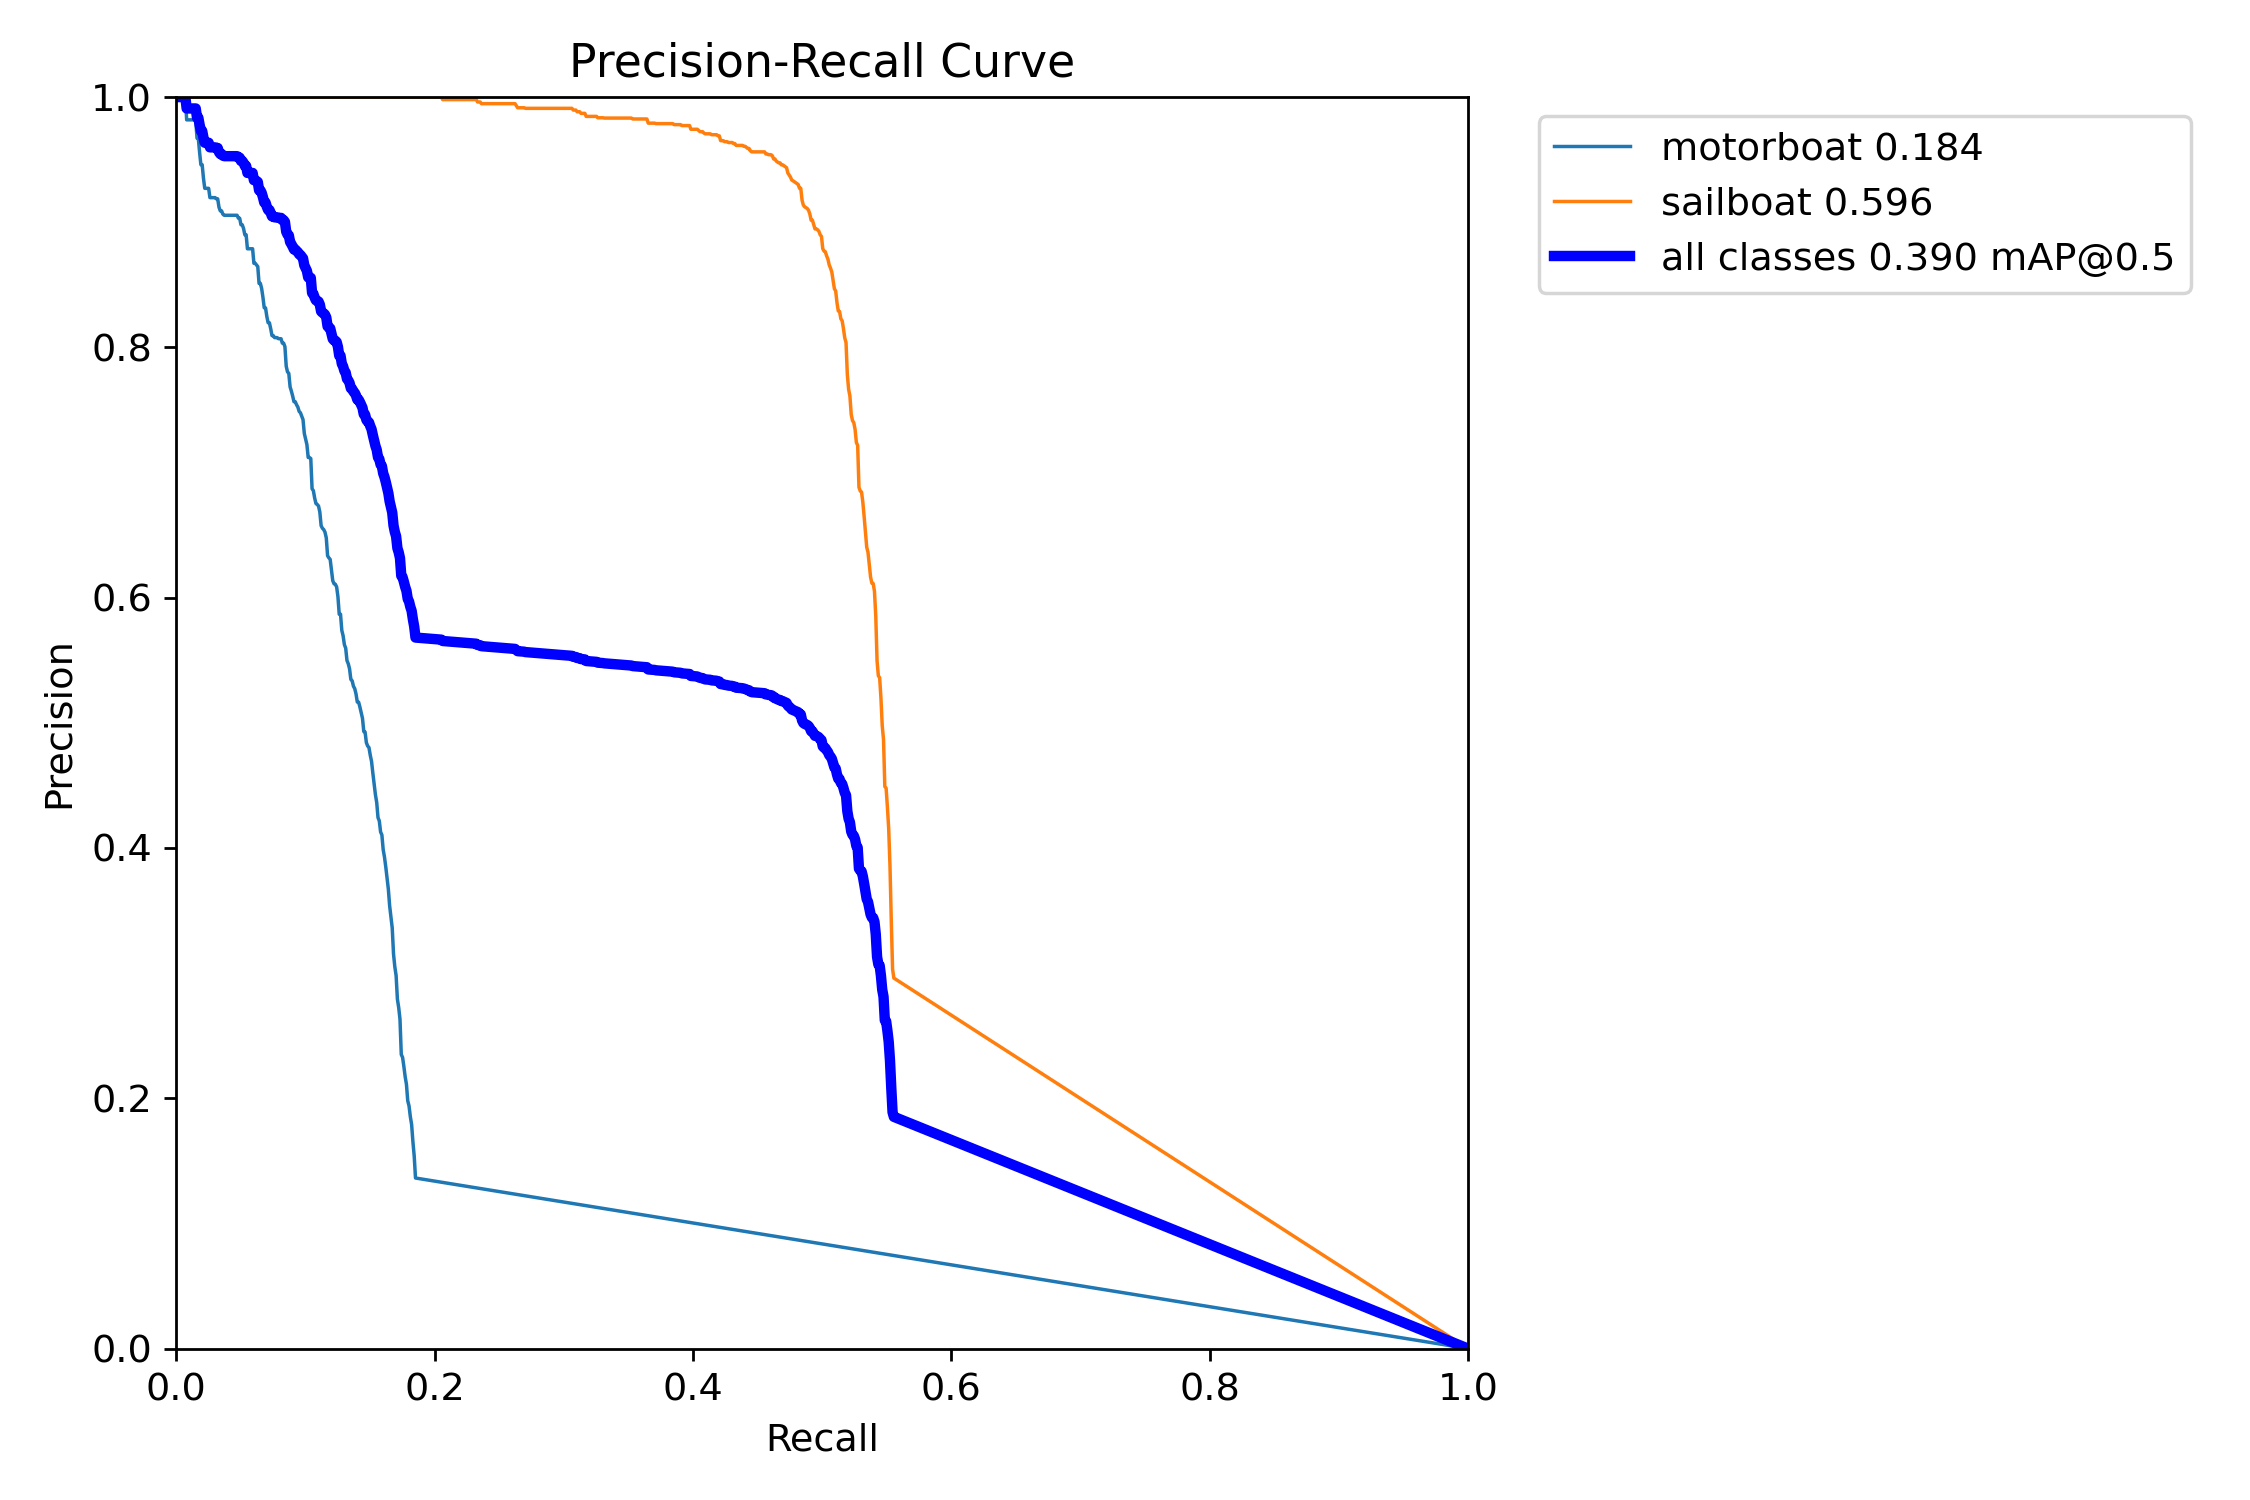 Precision-Recall Curve
1.0
0.8
0.6
0.4
0.2
0.0
Precision
0.0 0.2 0.4 0.6 0.8 1.0
Recall
motorboat 0.184
sailboat 0.596
all classes 0.390 mAP@0.5